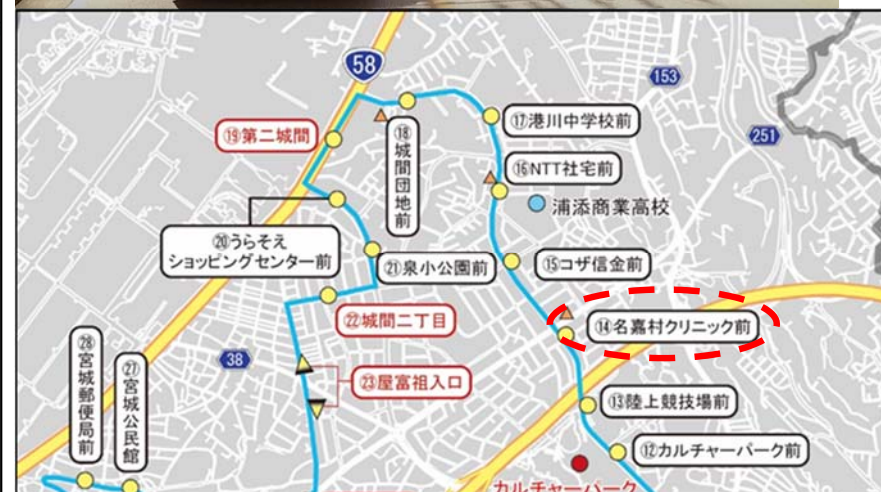 58
153
⑰港川中学校前
251
⑲第二城間
⑱城間団地前
⑯NTT社宅前
浦添商業高校
⑳うらそえ
ショッピングセンター前
㉑泉小公園前
⑮コザ信金前
㉒城間二丁目
⑭名嘉村クリニック前
㉘宮城郵便局前
㉗宮城公民館
38
㉓屋富祖入口
⑬陸上競技場前
⑫カルチャーパーク前
カルチャーパーク